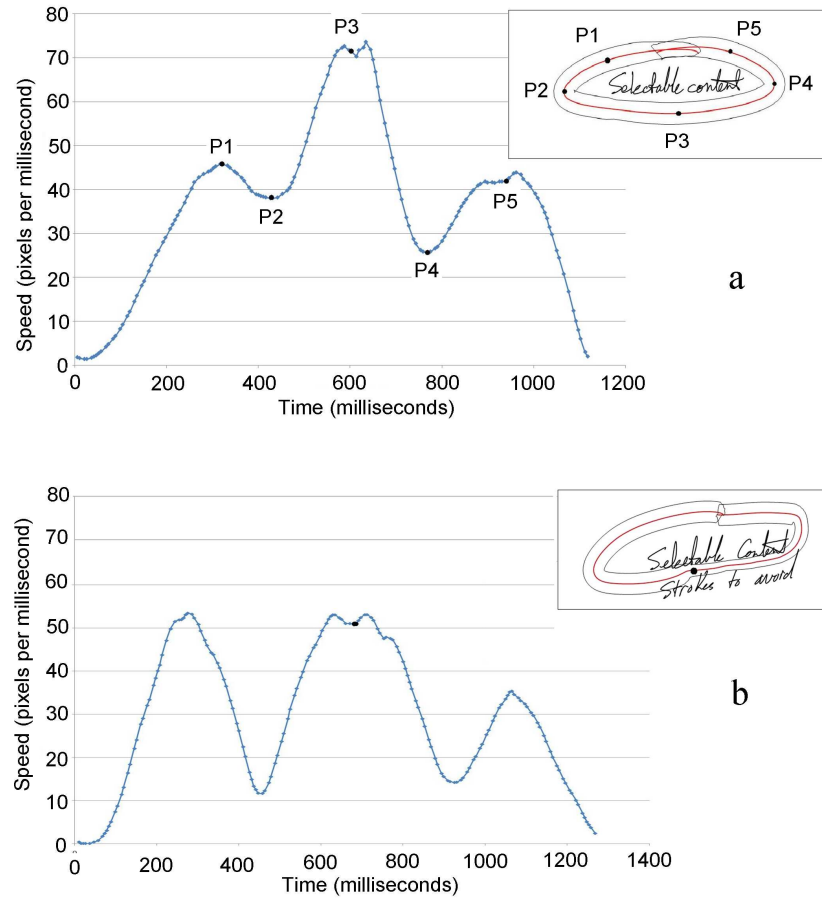 80
70
60
50
40
30
20
10
0
Speed (pixels per millisecond)
0 200 400 600 800 1000 1200
Time (milliseconds)
P1
P2
P3
P4
P5
P1
P5
P2
Selectable content
P4
P3
a
80
70
60
50
40
30
20
10
0
Speed (pixels per millisecond)
0 200 400 600 800 1000 1200 1400
Time (milliseconds)
Selectable Content
Strokes to avoid
b